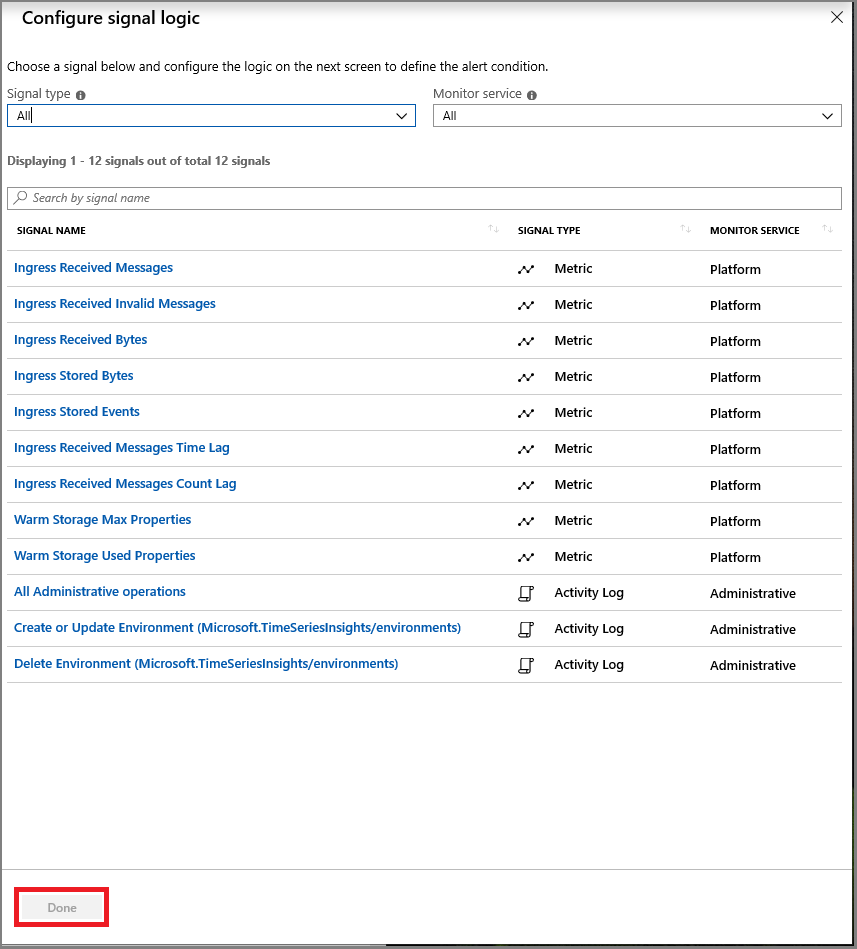 Configure signal logic
Choose a signal below and configure the logic on the next screen to define the alert condition.
Signal type Monitor service
All All
Displaying 1 - 12 signals out of total 12 signals
Search by signal name
SIGNAL NAME SIGNAL TYPE MONITOR SERVICE
Ingress Received Messages Metric Platform
Ingress Received Invalid Messages Metric Platform
Ingress Received Bytes Metric Platform
Ingress Stored Bytes Metric Platform
Ingress Stored Events Metric Platform
Ingress Received Messages Time Lag Metric Platform
Ingress Received Messages Count Lag Metric Platform
Warm Storage Max Properties Metric Platform
Warm Storage Used Properties Metric Platform
All Administrative operations Activity Log Administrative
Create or Update Environment (Microsoft.TimeSeriesInsights/environments) Activity Log Administrative
Delete Environment (Microsoft.TimeSeriesInsights/environments) Activity Log Administrative
Done